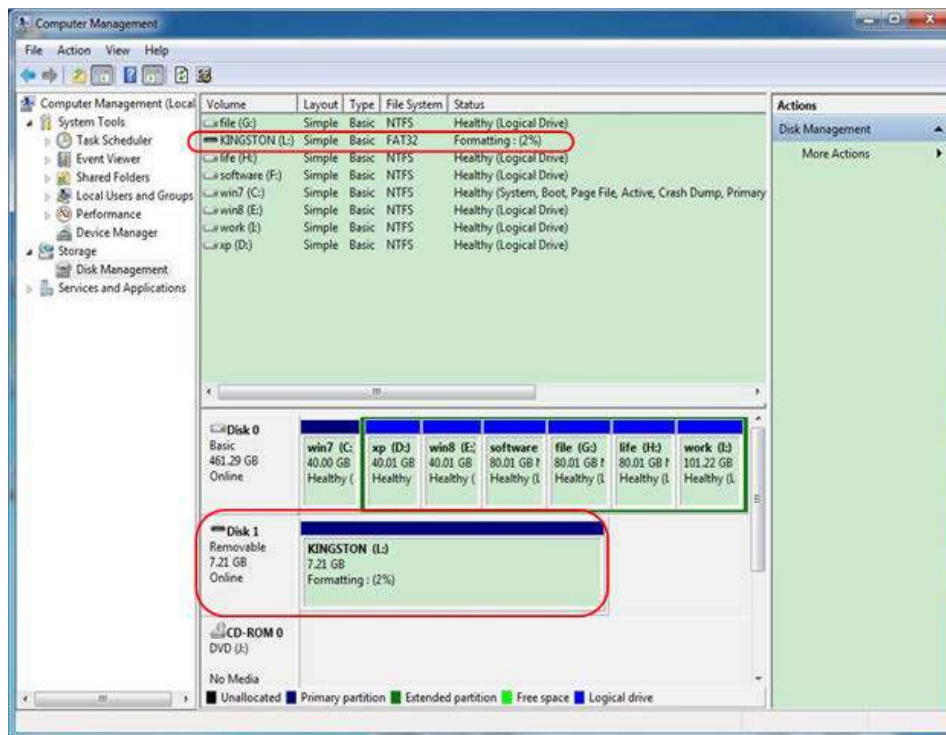 Computer Management
File Action View Help
Computer Management (Local
System Tools
Task Scheduler
Event Viewer
Shared Folders
Local Users and Groups
Performance
Device Manager
Storage
Disk Management
Services and Applications
Volume Layout Type File System Status
file (G:) Simple Basic NTFS Healthy (Logical Drive)
KINGSTON (L:) Simple Basic FAT32 Formatting : (2%)
life (H:) Simple Basic NTFS Healthy (Logical Drive)
software (F:) Simple Basic NTFS Healthy (Logical Drive)
win7 (C:) Simple Basic NTFS Healthy (System, Boot, Page File, Active, Crash Dump, Primary
win8 (E:) Simple Basic NTFS Healthy (Logical Drive)
work (I:) Simple Basic NTFS Healthy (Logical Drive)
xp (D:) Simple Basic NTFS Healthy (Logical Drive)
Actions
Disk Management
More Actions
Disk 0
Basic
461.29 GB
Online
win7 (C:
40.00 GB
Healthy (
xp (D:)
40.01 GB
Healthy
win8 (E:
40.01 GB
Healthy (
software
80.01 GB
Healthy (L
file (G:)
80.01 GB
Healthy (L
life (H:)
80.01 GB
Healthy (L
work (I:)
101.22 GB
Healthy (L
Disk 1
Removable
7.21 GB
Online
KINGSTON (L:)
7.21 GB
Formatting : (2%)
CD-ROM 0
DVD (J:)
No Media
Unallocated Primary partition Extended partition Free space Logical drive